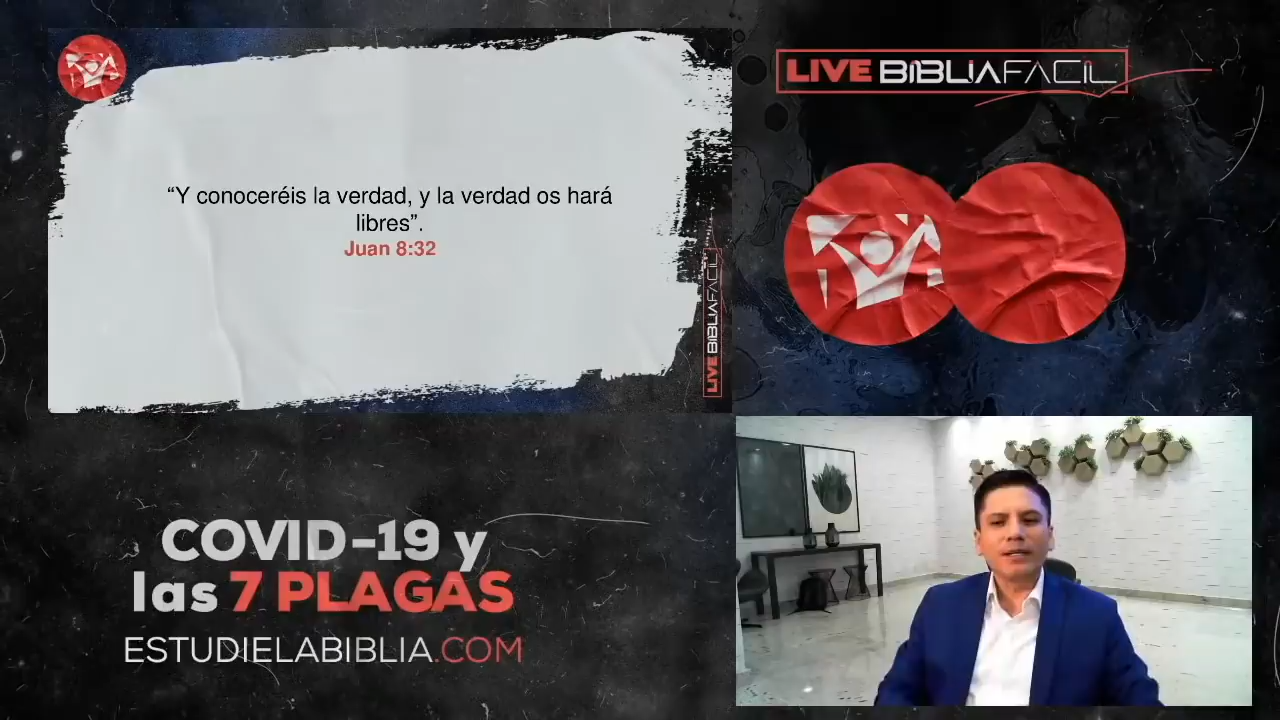 “Y conoceréis la verdad, y la verdad os hará
libres”.
Juan 8:32
LIVE BIBLIAFACIL
LIVE BIBLIAFACIL
COVID-19 y
las 7 PLAGAS
ESTUDIELABIBLIA.COM